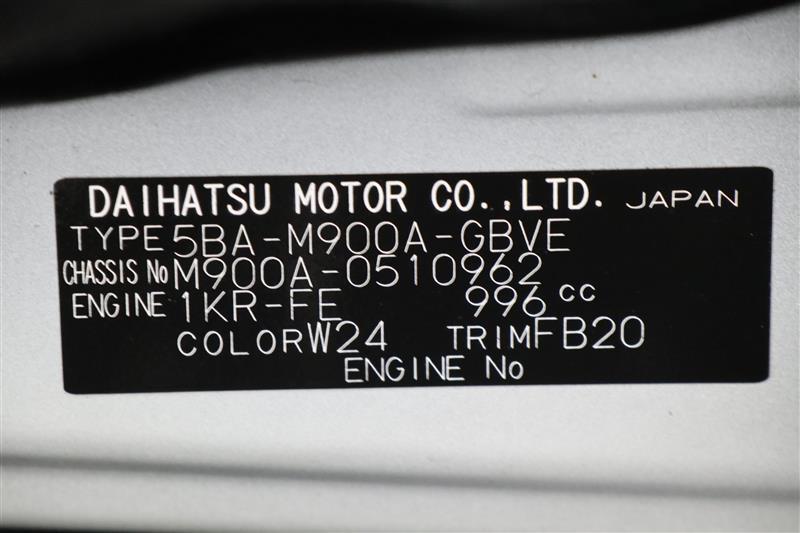 DAIHATSU MOTOR CO.,LTD. JAPAN
TYPE 5BA-M900A-GBVE
CHASSIS No M900A-0510962
ENGINE 1KR-FE 996 cc
COLOR W24 TRIM FB20
ENGINE No